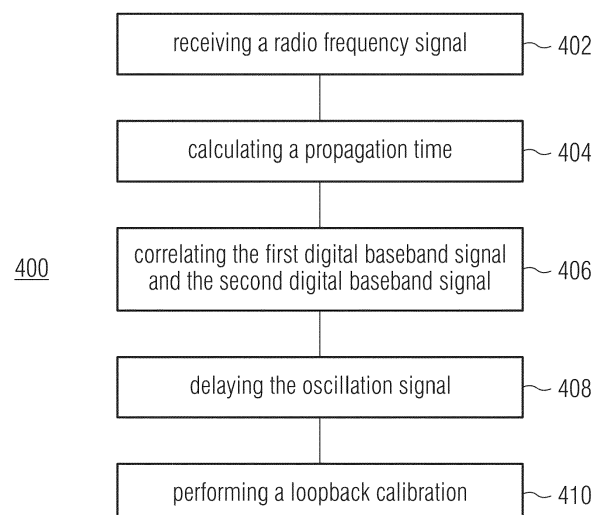 receiving a radio frequency signal
402
calculating a propagation time
404
400
correlating the first digital baseband signal
and the second digital baseband signal
406
delaying the oscillation signal
408
performing a loopback calibration
410